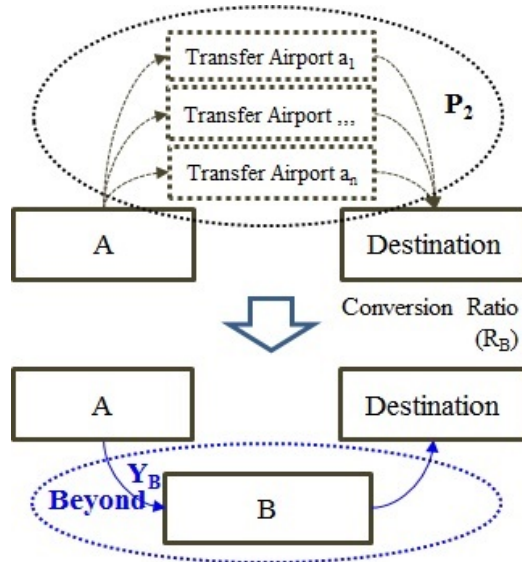 Transfer Airport a1
Transfer Airport ,,,
P2
Transfer Airport an
A
Destination
Conversion Ratio
(RB)
A
Destination
YB
Beyond
B